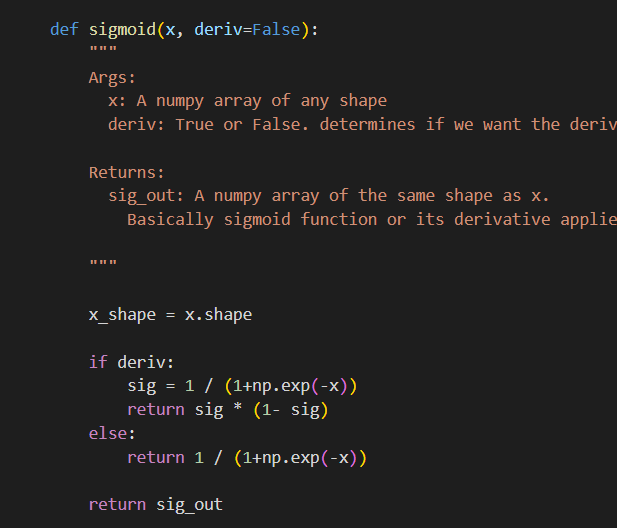 def sigmoid(x, deriv=False):
"""
Args:
x: A numpy array of any shape
deriv: True or False. determines if we want the
Returns:
sig_out: A numpy array of the same shape as x.
Basically sigmoid function or its derivative
"""
x_shape = x.shape
if deriv:
sig = 1 / (1+np.exp(-x))
return sig * (1- sig)
else:
return 1 / (1+np.exp(-x))
return sig_out